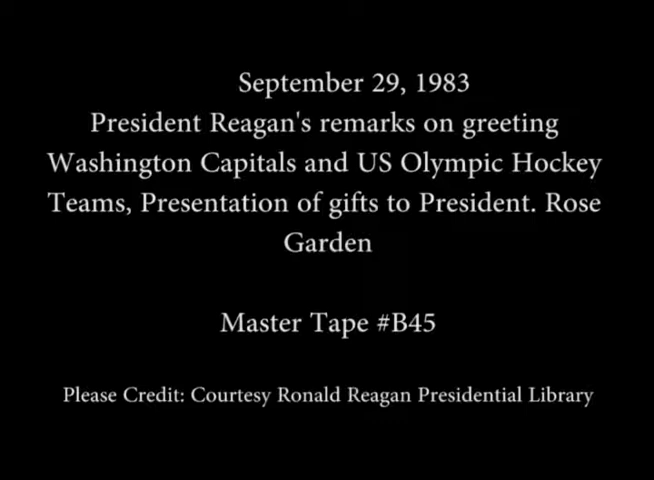 September 29, 1983
President Reagan's remarks on greeting
Washington Capitals and US Olympic Hockey
Teams, Presentation of gifts to President. Rose
Garden
Master Tape #B45
Please Credit: Courtesy Ronald Reagan Presidential Library